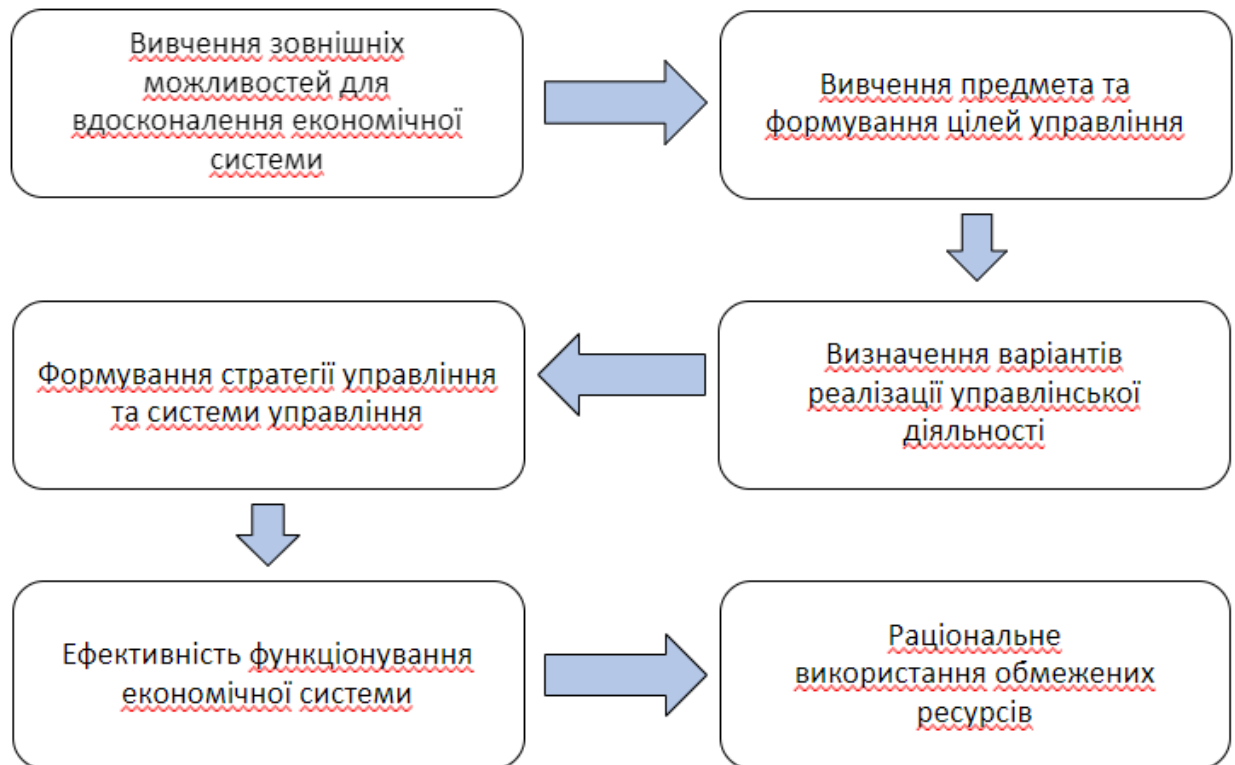 Вивчення зовнішніх
можливостей для
вдосконалення економічної
системи
Вивчення предмета та
формування цілей управління
Визначення варіантів
реалізації управлінської
діяльності
Формування стратегії управління
та системи управління
Ефективність функціонування
економічної системи
Раціональне
використання обмежених
ресурсів